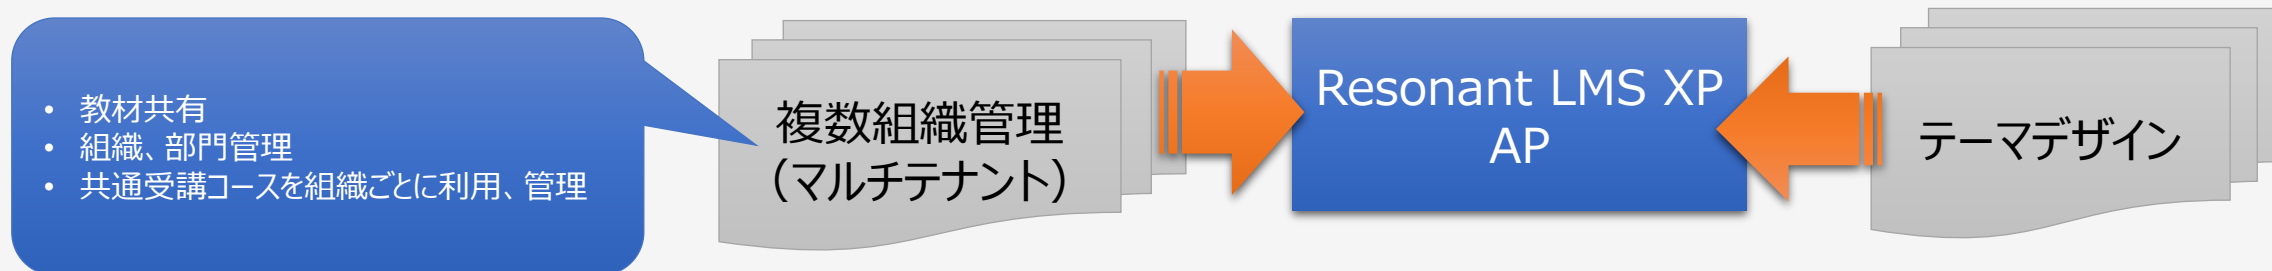 • 教材共有
• 組織、部門管理
• 共通受講コースを組織ごとに利用、管理
複数組織管理
（マルチテナント）
Resonant LMS XP
AP
テーマデザイン